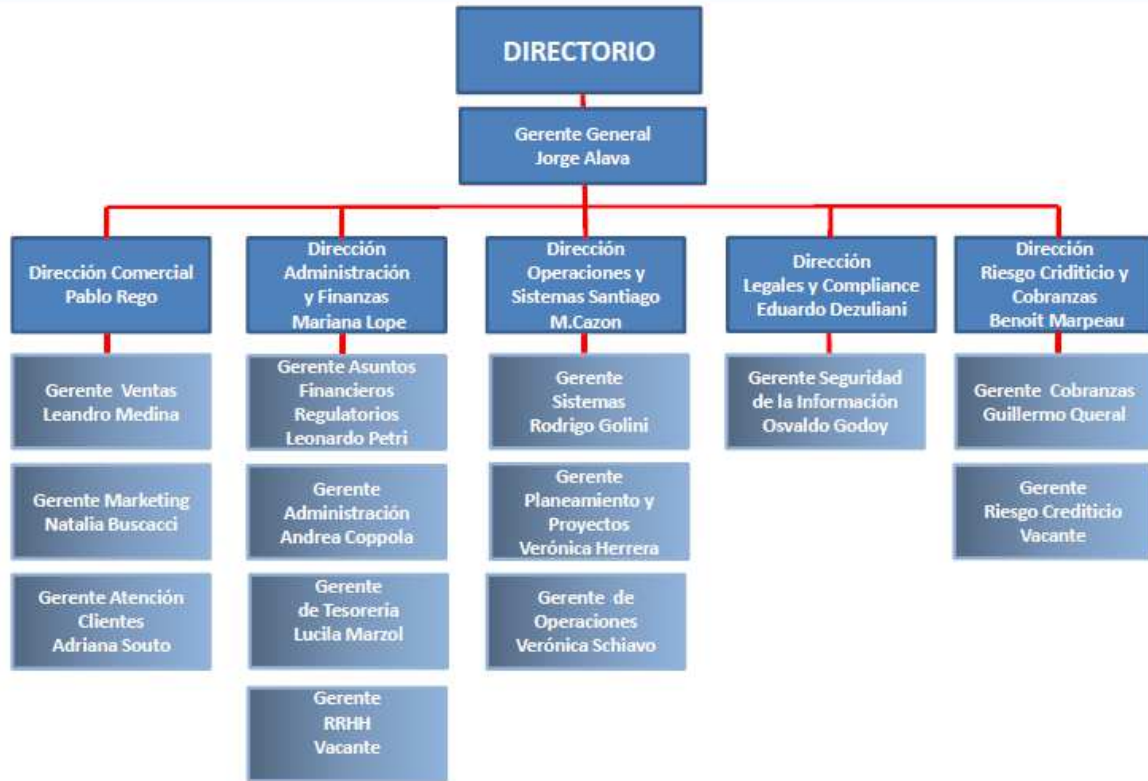 DIRECTORIO
Gerente General
Jorge Alava
Dirección Comercial
Pablo Rego
Dirección
Administración
y Finanzas
Mariana Lope
Dirección
Operaciones y
Sistemas Santiago
M.Cazon
Dirección
Legales y Compliance
Eduardo Dezuliani
Dirección
Riesgo Criditicio y
Cobranzas
Benoit Marpeau
Gerente Ventas
Leandro Medina
Gerente Marketing
Natalia Buscacci
Gerente Atención
Clientes
Adriana Souto
Gerente Asuntos
Financieros
Regulatorios
Leonardo Petri
Gerente
Administración
Andrea Coppola
Gerente
de Tesorería
Lucila Marzol
Gerente
RRHH
Vacante
Gerente
Sistemas
Rodrigo Golini
Gerente
Planeamiento y
Proyectos
Verónica Herrera
Gerente de
Operaciones
Verónica Schiavo
Gerente Seguridad
de la Información
Osvaldo Godoy
Gerente Cobranzas
Guillermo Queral
Gerente
Riesgo Crediticio
Vacante